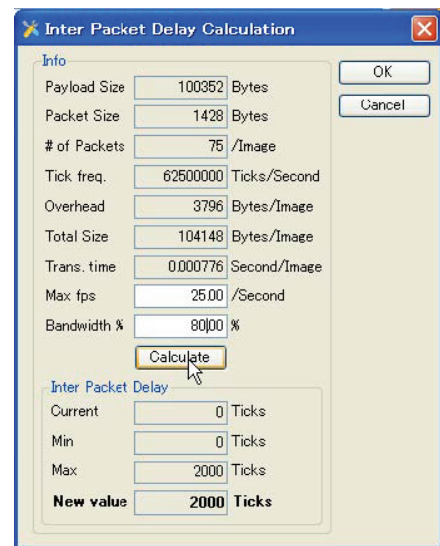 Inter Packet Delay Calculation
Info
Payload Size 100352 Bytes
Packet Size 1428 Bytes
# of Packets 75 /Image
Tick freq. 62500000 Ticks/Second
Overhead 3796 Bytes/Image
Total Size 104148 Bytes/Image
Trans. time 0.000776 Second/Image
Max fps 25.00 /Second
Bandwidth % 80.00 %
Calculate
Inter Packet Delay
Current 0 Ticks
Min 0 Ticks
Max 2000 Ticks
New value 2000 Ticks
OK
Cancel